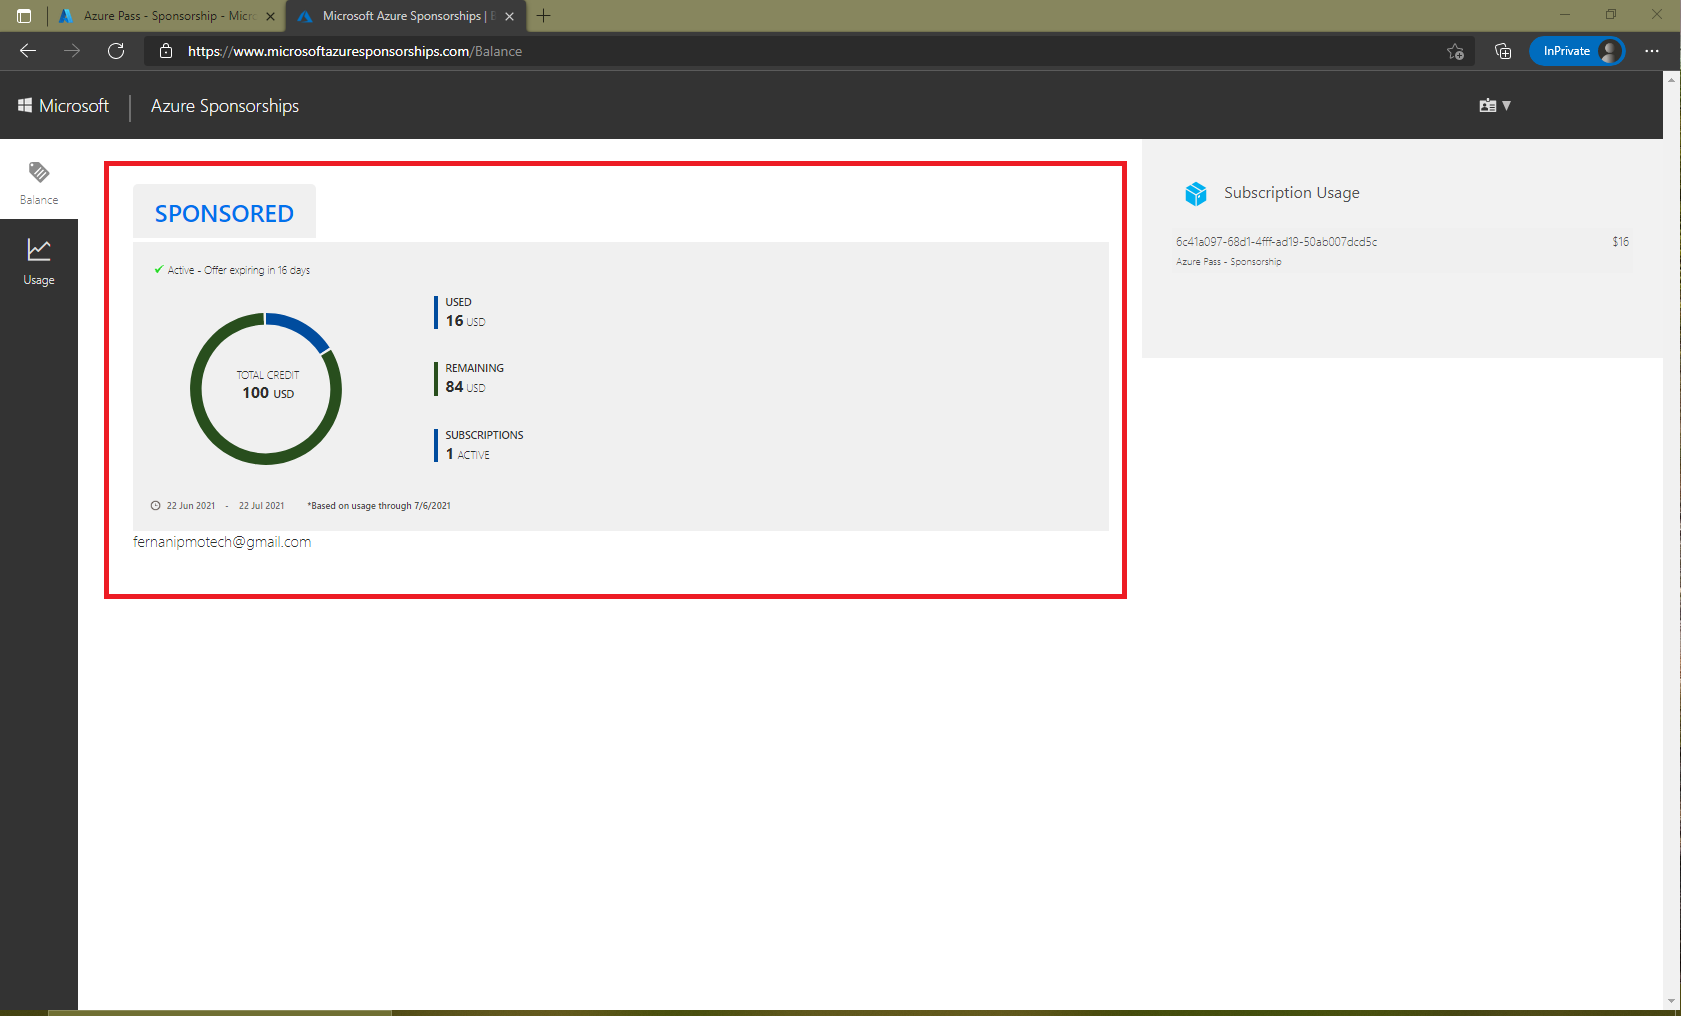 Azure Pass - Sponsorship - Micro
Microsoft Azure Sponsorships |
https://www.microsoftazuresponsorships.com/Balance
InPrivate
Microsoft
Azure Sponsorships
Balance
Usage
SPONSORED
Active - Offer expiring in 16 days
TOTAL CREDIT
100 USD
USED
16 USD
REMAINING
84 USD
SUBSCRIPTIONS
1 ACTIVE
22 Jun 2021 - 22 Jul 2021 *Based on usage through 7/6/2021
fernanipmotech@gmail.com
Subscription Usage
6c41a097-68d1-4fff-ad19-50ab007dcd5c $16
Azure Pass - Sponsorship